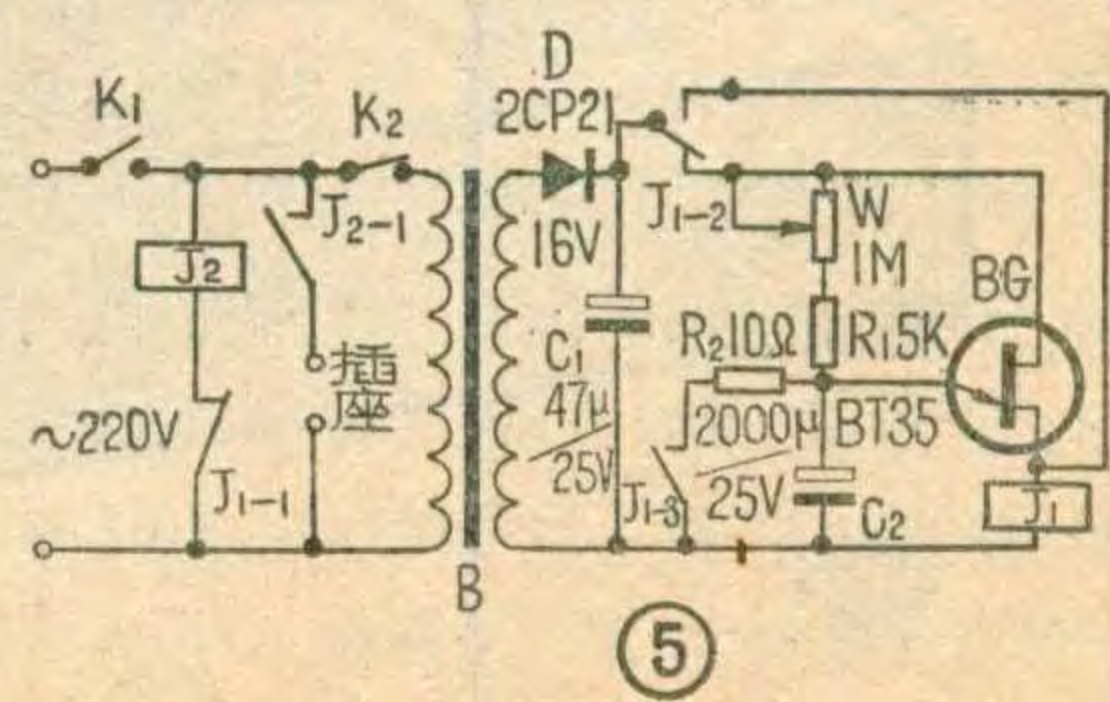 K1
K2
D
2CP21
J2-1
J2
插座
~220V
J1-1
B
16V
C1
47μ
25V
J1-2
W
1M
BG
R2 10Ω
R1 5K
2000μ
25V
BT35
J1-3
C2
J1
5